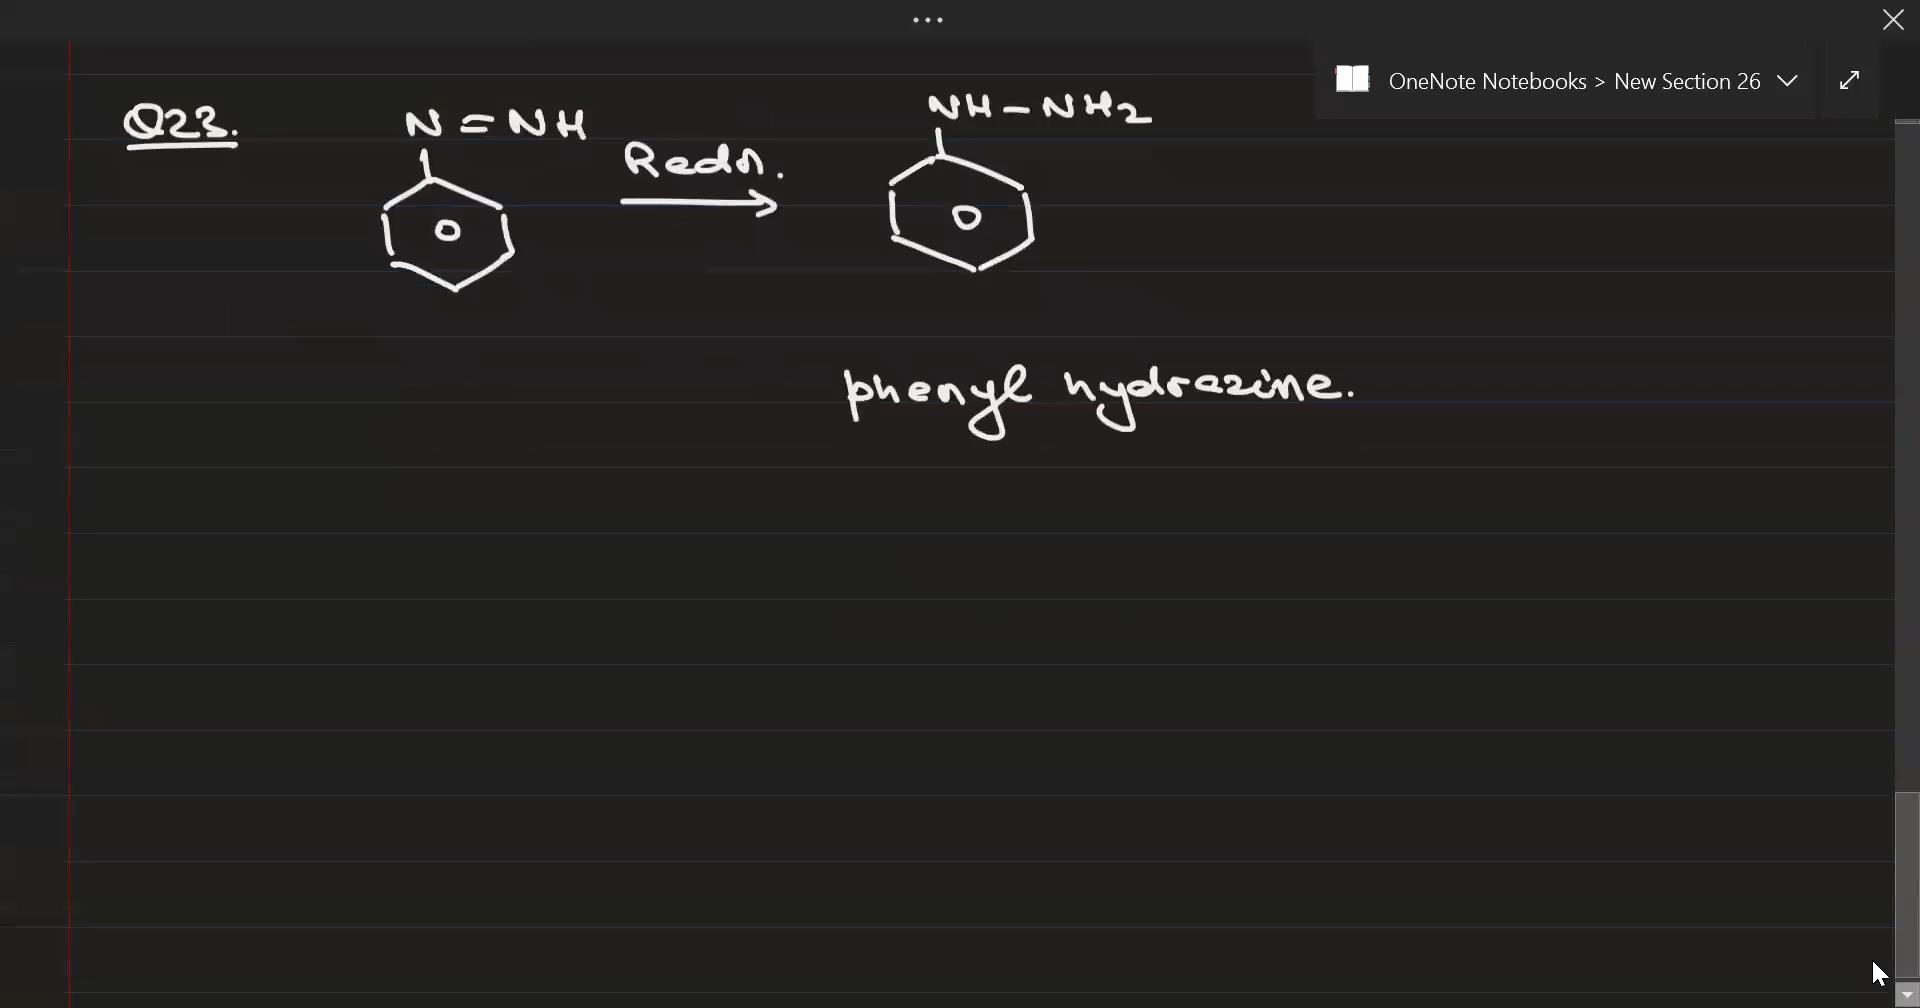 ...
OneNote Notebooks > New Section 26
Q23.
N = NH
Redn.
NH - NH2
phenyl hydrazine.